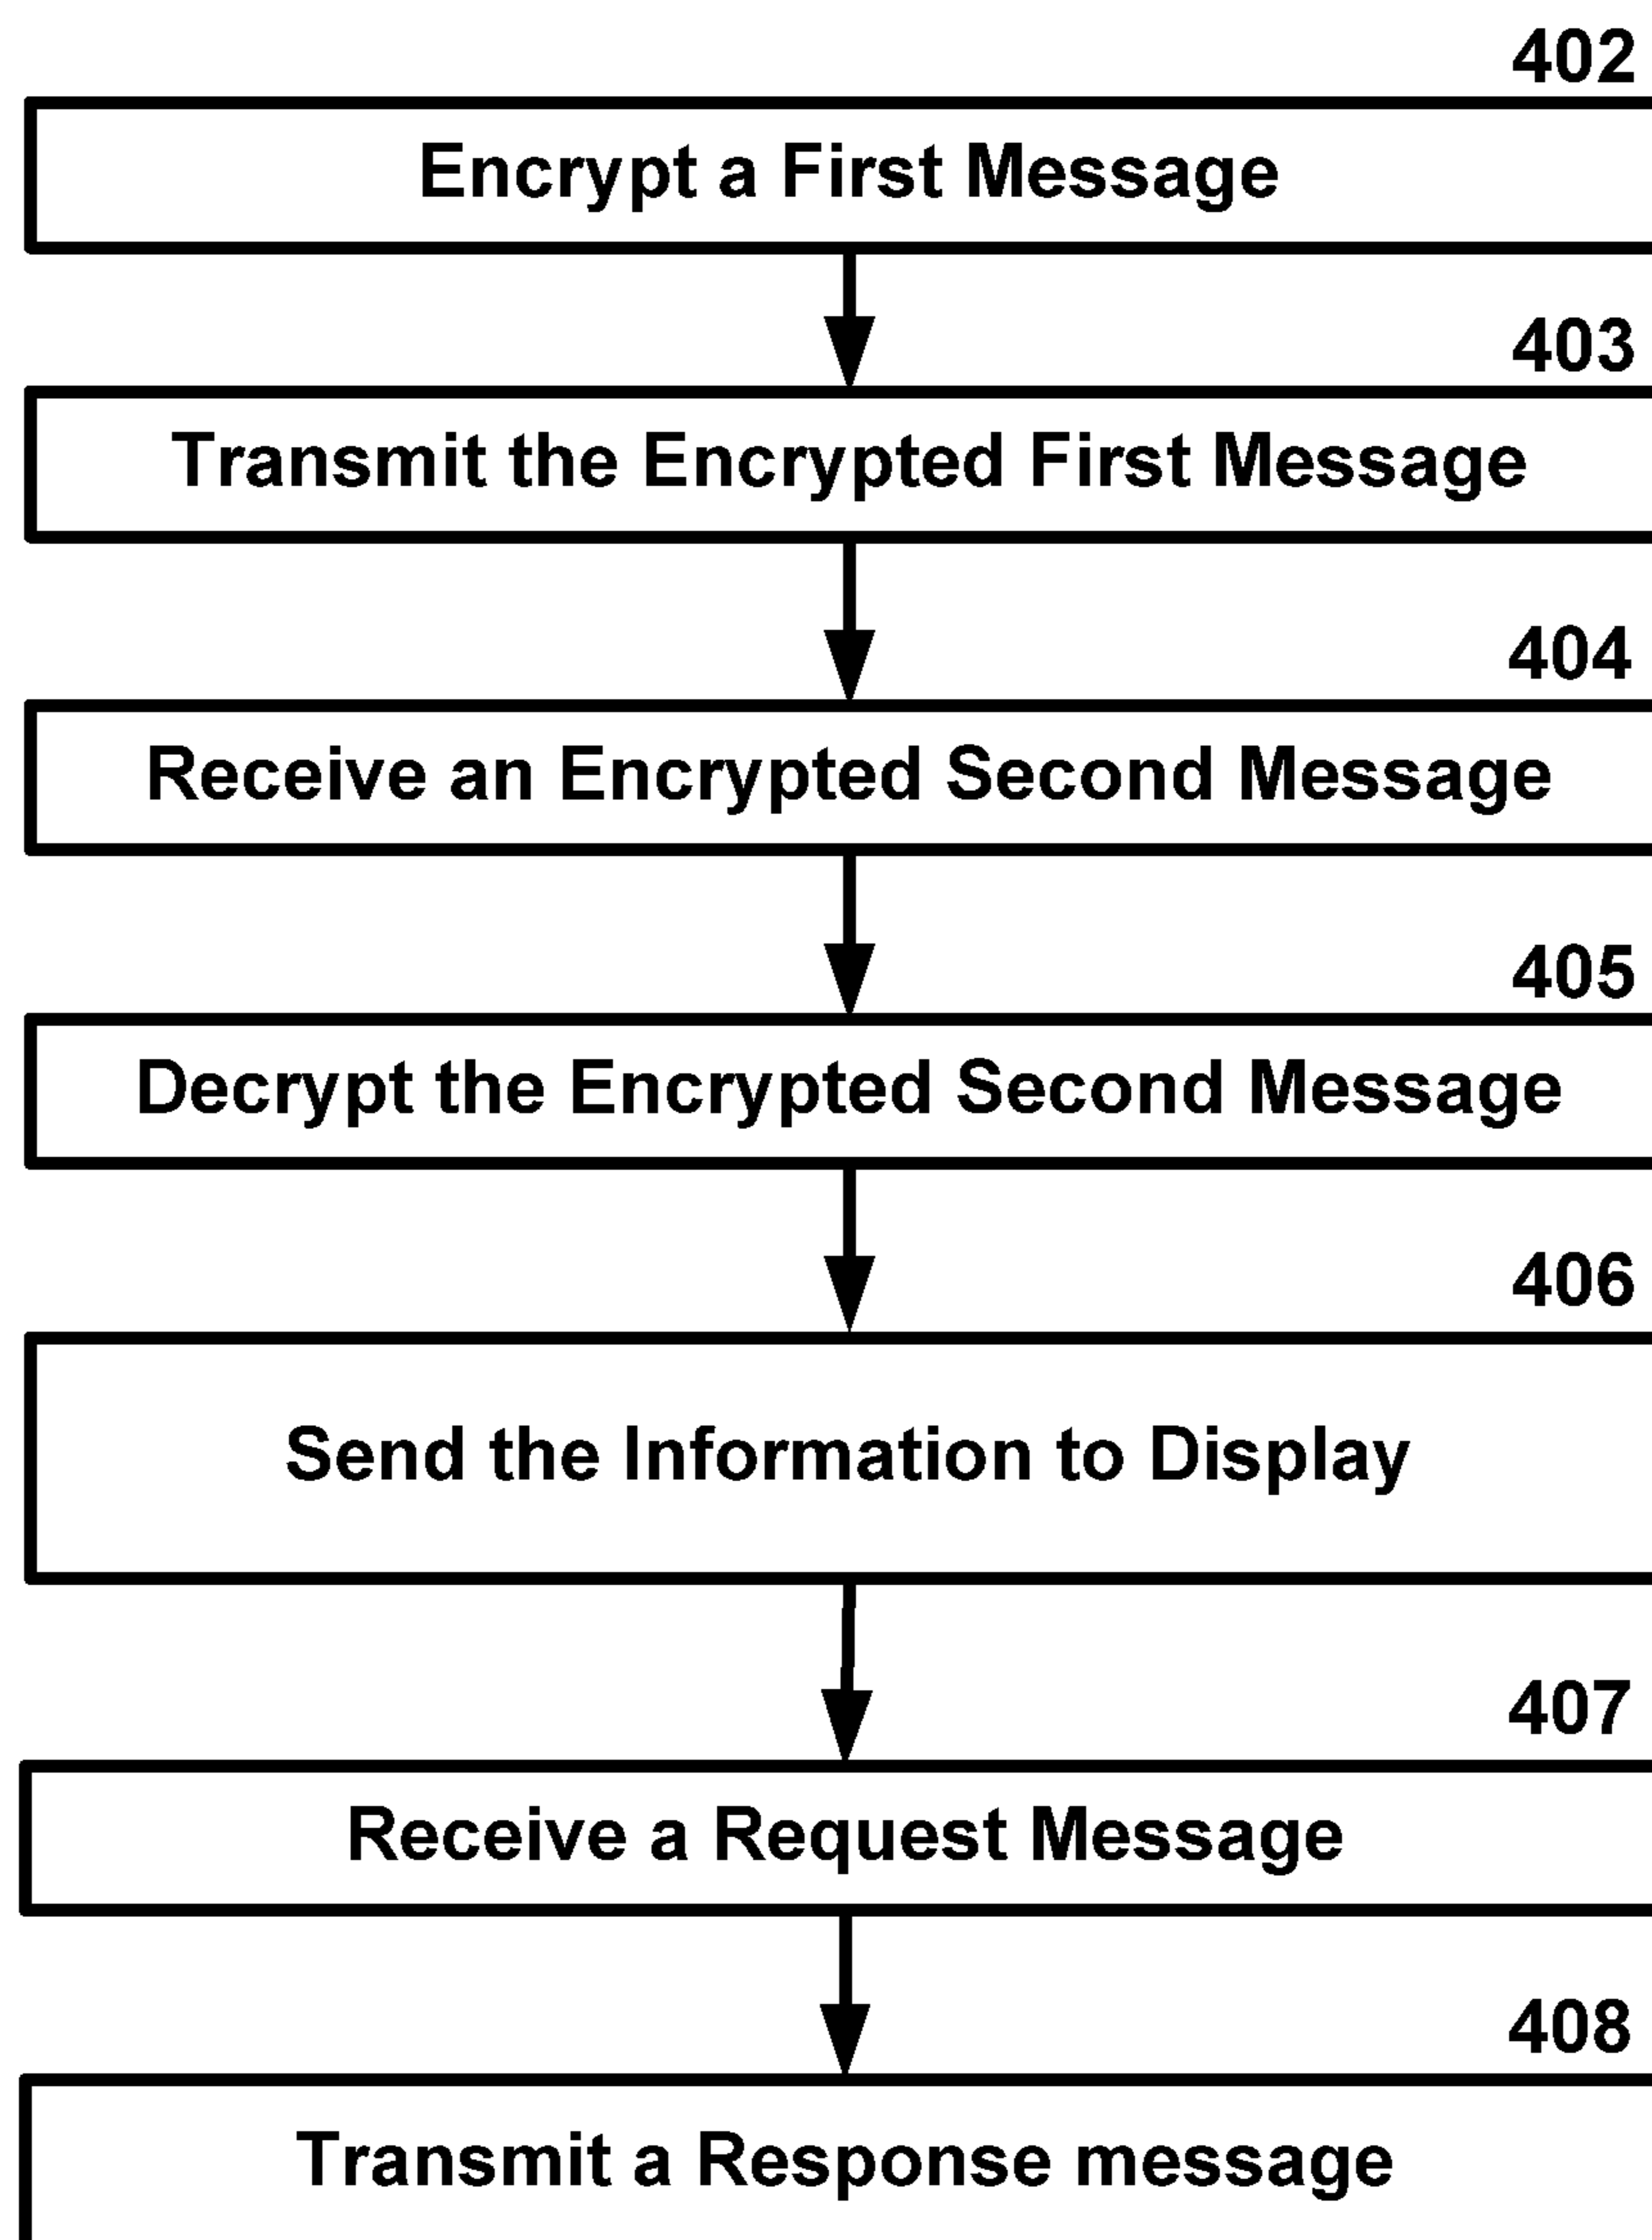 402
Encrypt a First Message
403
Transmit the Encrypted First Message
404
Receive an Encrypted Second Message
405
Decrypt the Encrypted Second Message
406
Send the Information to Display
407
Receive a Request Message
408
Transmit a Response message